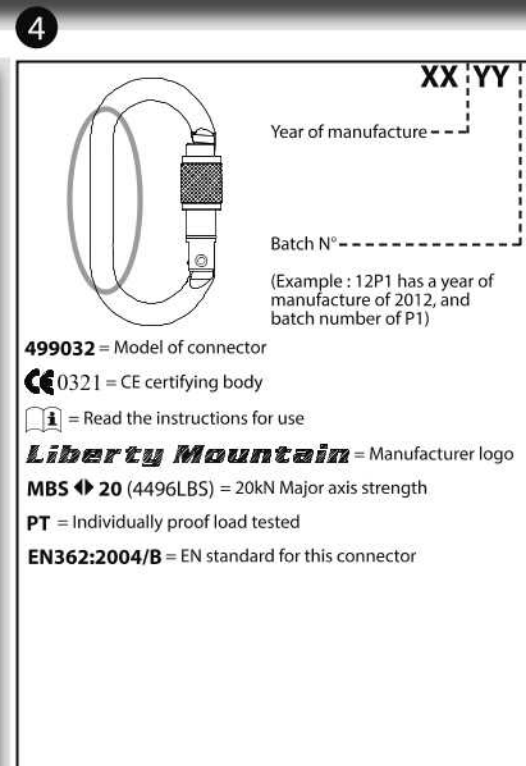 4
XX YY
Year of manufacture
Batch N°
(Example : 12P1 has a year of
manufacture of 2012, and
batch number of P1)
499032 = Model of connector
CE 0321 = CE certifying body
i = Read the instructions for use
Liberty Mountain = Manufacturer logo
MBS ◀▶ 20 (4496LBS) = 20kN Major axis strength
PT = Individually proof load tested
EN362:2004/B = EN standard for this connector